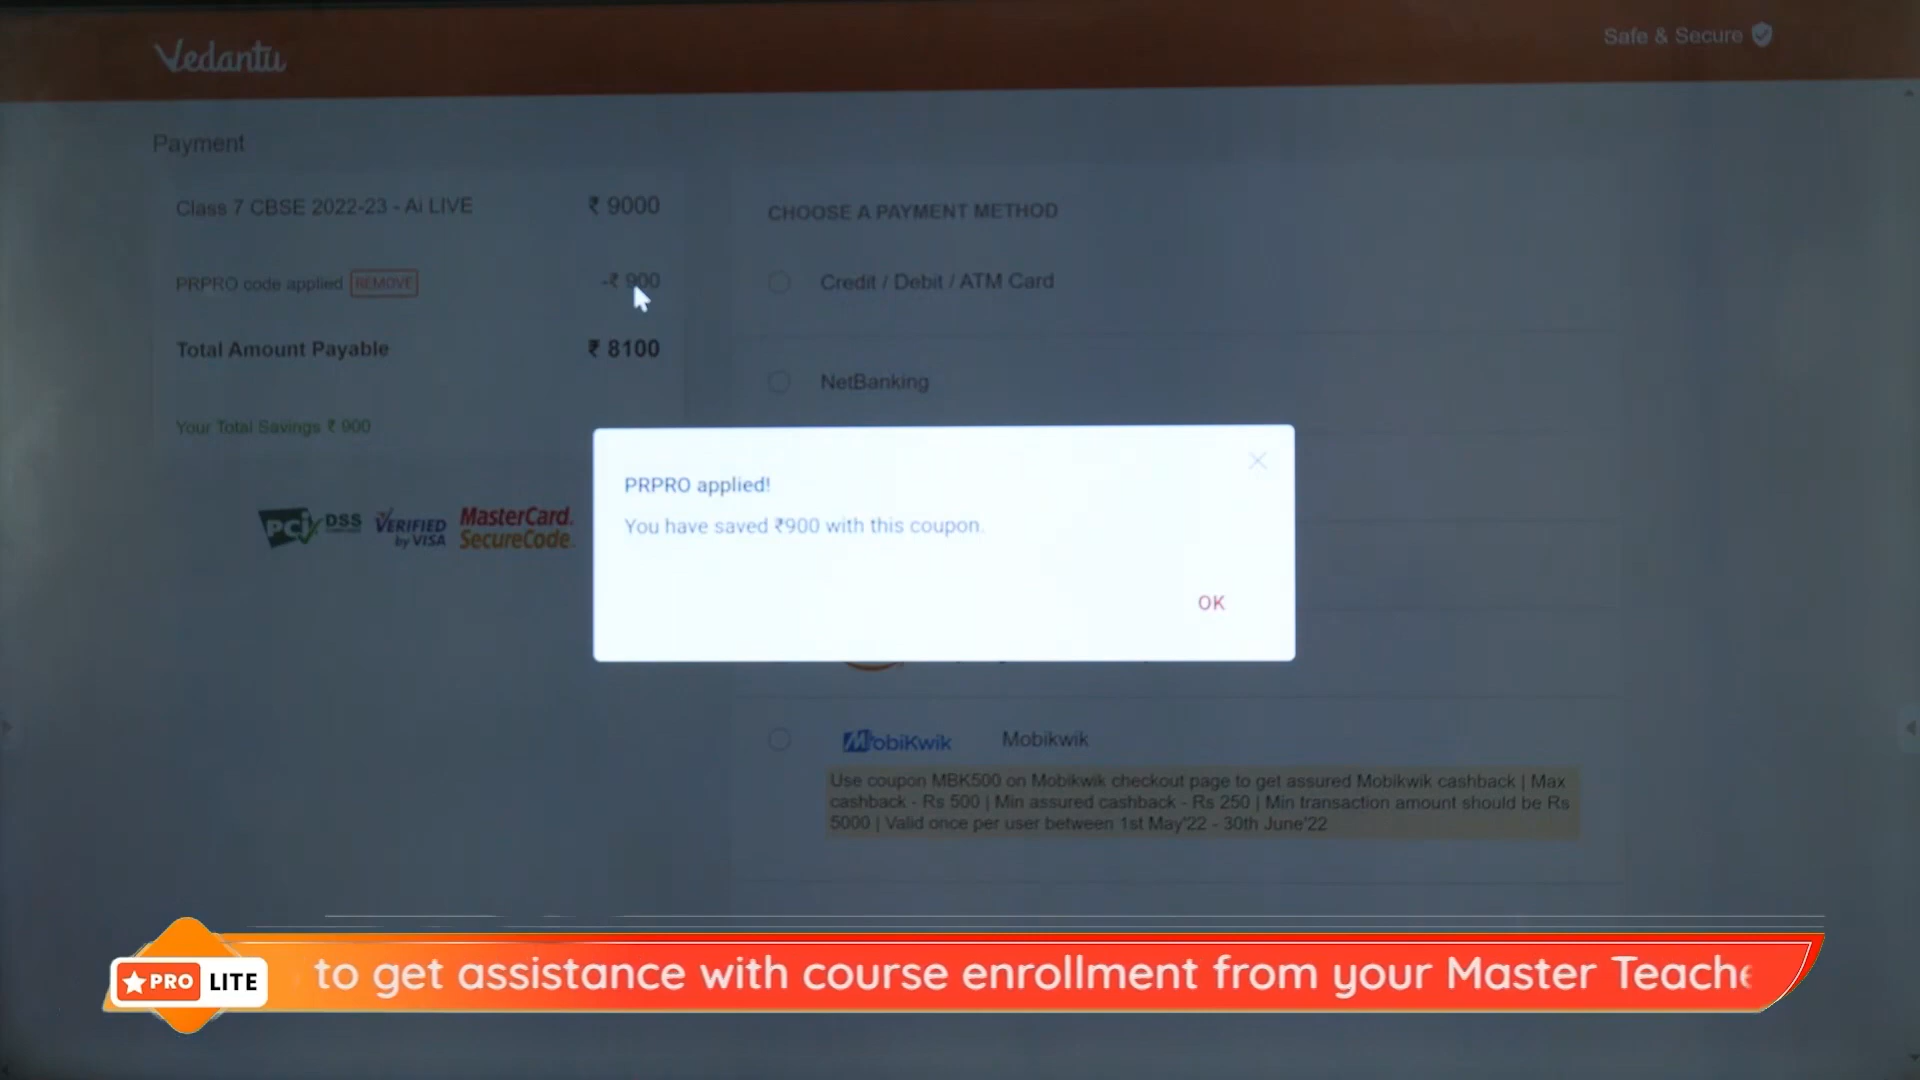 Vedantu
Safe & Secure
Payment
Class 7 CBSE 2022-23 - Ai LIVE ₹ 9000
PRPRO code applied REMOVE -₹ 900
Total Amount Payable ₹ 8100
Your Total Savings ₹ 900
PCI DSS
VERIFIED by VISA
MasterCard. SecureCode.
CHOOSE A PAYMENT METHOD
Credit / Debit / ATM Card
NetBanking
PRPRO applied!
You have saved ₹900 with this coupon.
OK
MobiKwik Mobikwik
Use coupon MBK500 on Mobikwik checkout page to get assured Mobikwik cashback | Max
cashback - Rs 500 | Min assured cashback - Rs 250 | Min transaction amount should be Rs
5000 | Valid once per user between 1st May'22 - 30th June'22
PRO LITE
to get assistance with course enrollment from your Master Teache